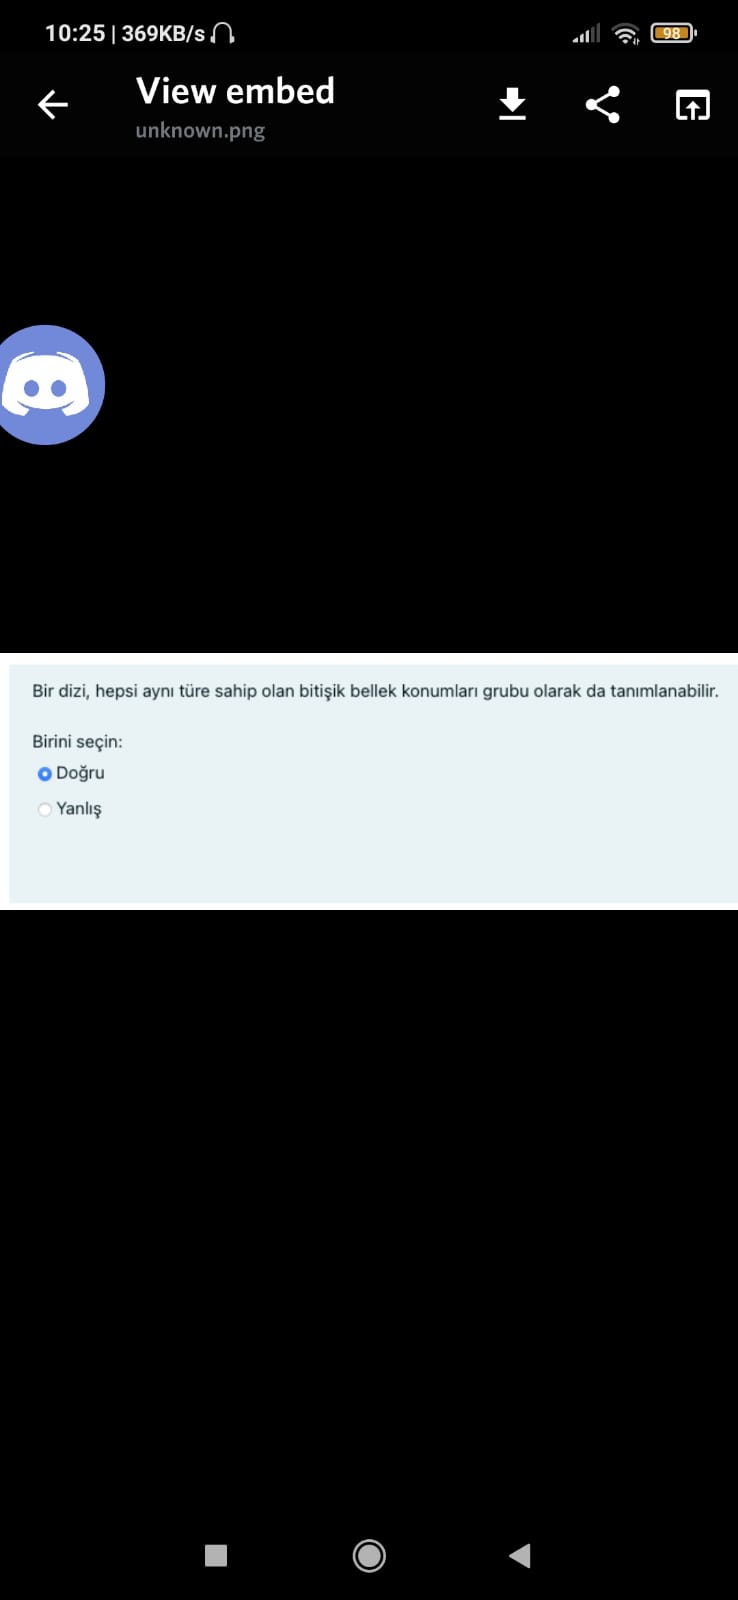 10:25 | 369KB/s
98
View embed
unknown.png
Bir dizi, hepsi aynı türe sahip olan bitişik bellek konumları grubu olarak da tanımlanabilir.
Birini seçin:
Doğru
Yanlış